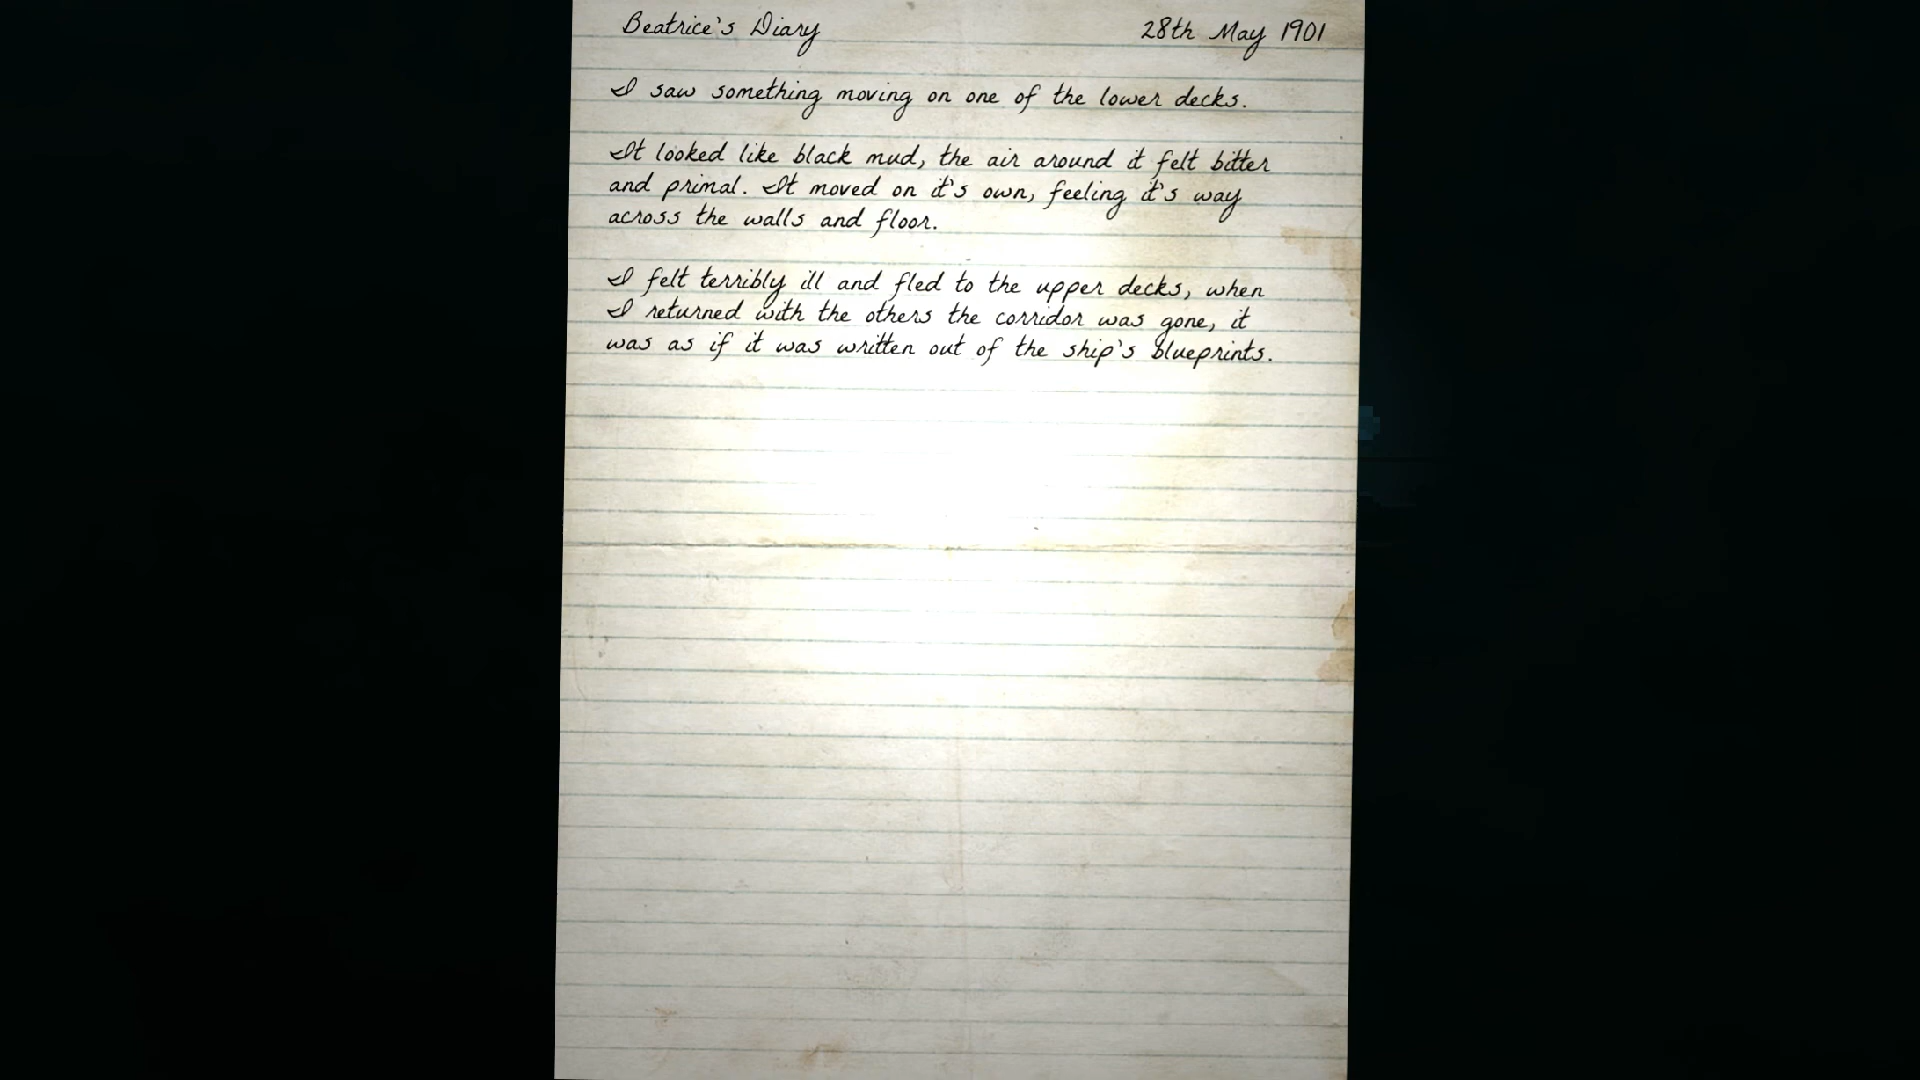 Beatrice's Diary 28th May 1901
I saw something moving on one of the lower decks.
It looked like black mud, the air around it felt bitter
and primal. It moved on it's own, feeling it's way
across the walls and floor.
I felt terribly ill and fled to the upper decks, when
I returned with the others the corridor was gone, it
was as if it was written out of the ship's blueprints.